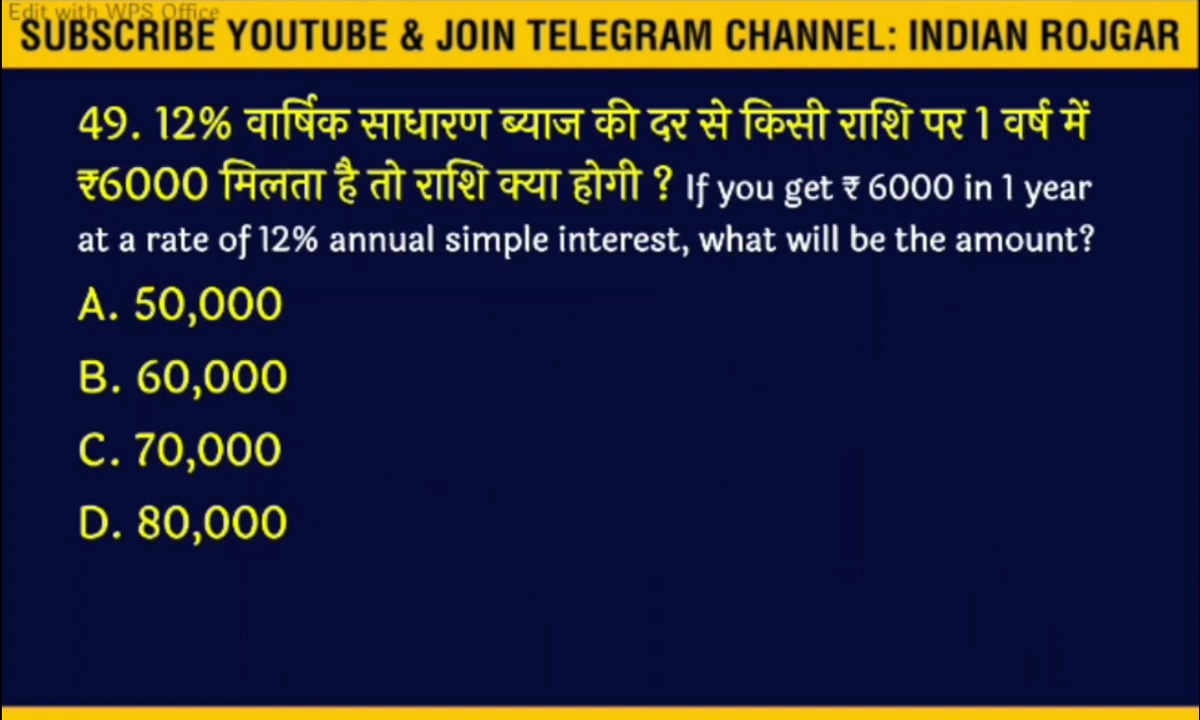 Edit with WPS Office
SUBSCRIBE YOUTUBE & JOIN TELEGRAM CHANNEL: INDIAN ROJGAR
49. 12% वार्षिक साधारण ब्याज की दर से किसी राशि पर 1 वर्ष में
₹6000 मिलता है तो राशि क्या होगी ? If you get ₹ 6000 in 1 year
at a rate of 12% annual simple interest, what will be the amount?
A. 50,000
B. 60,000
C. 70,000
D. 80,000